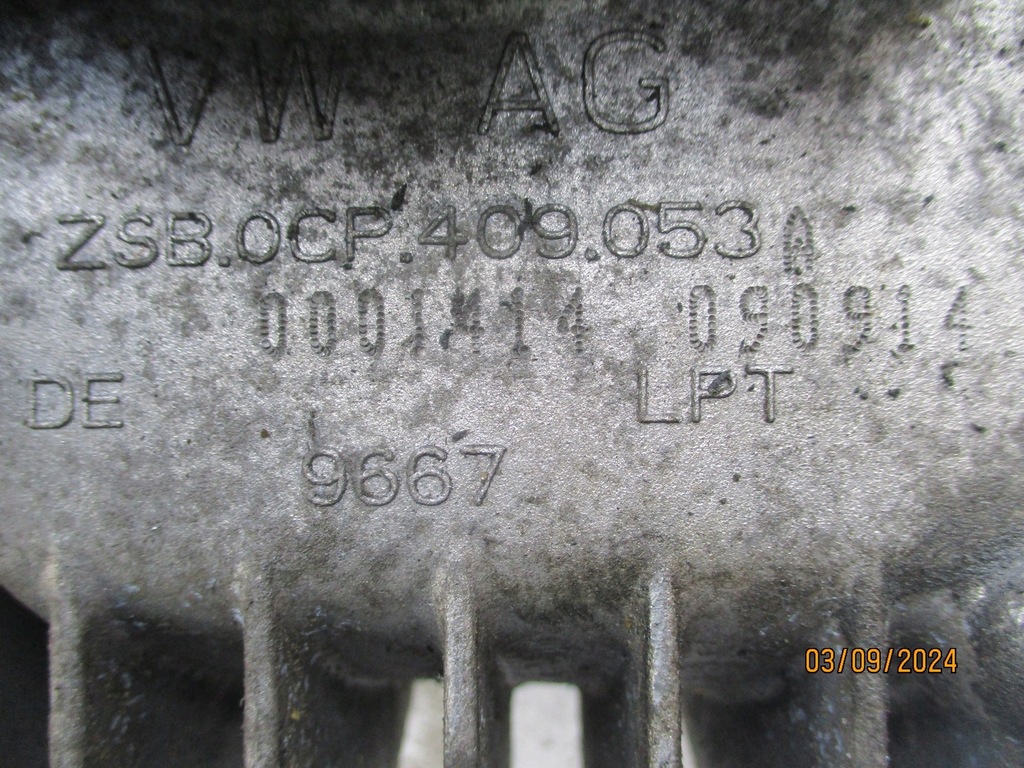 VW AG
ZSB.0CP.409.053 A
0001414 090914
DE LPT
9667
03/09/2024